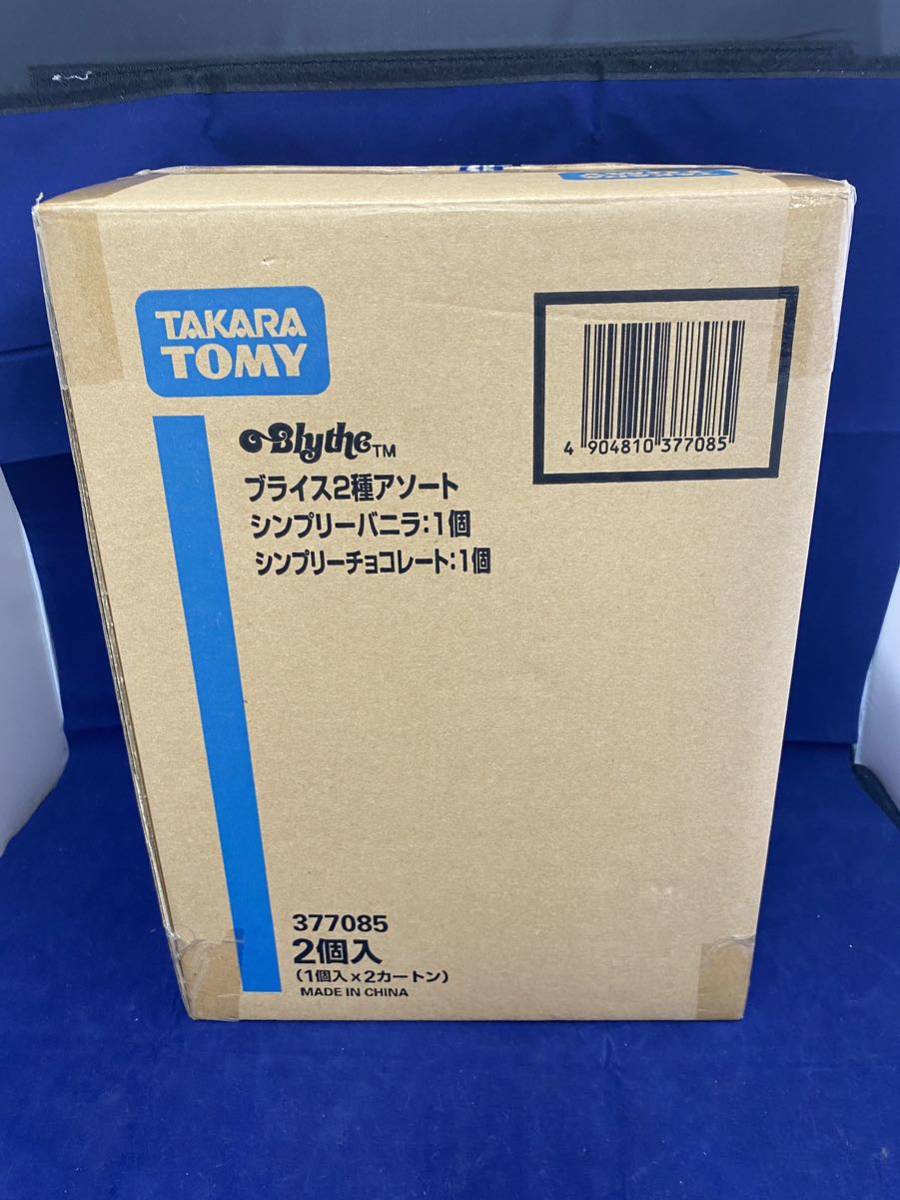 TAKARA TOMY
TAKARA
TOMY
Blythe™
ブライス2種アソート
シンプリーバニラ:1個
シンプリーチョコレート:1個
4 904810 377085
377085
2個入
(1個入×2カートン)
MADE IN CHINA